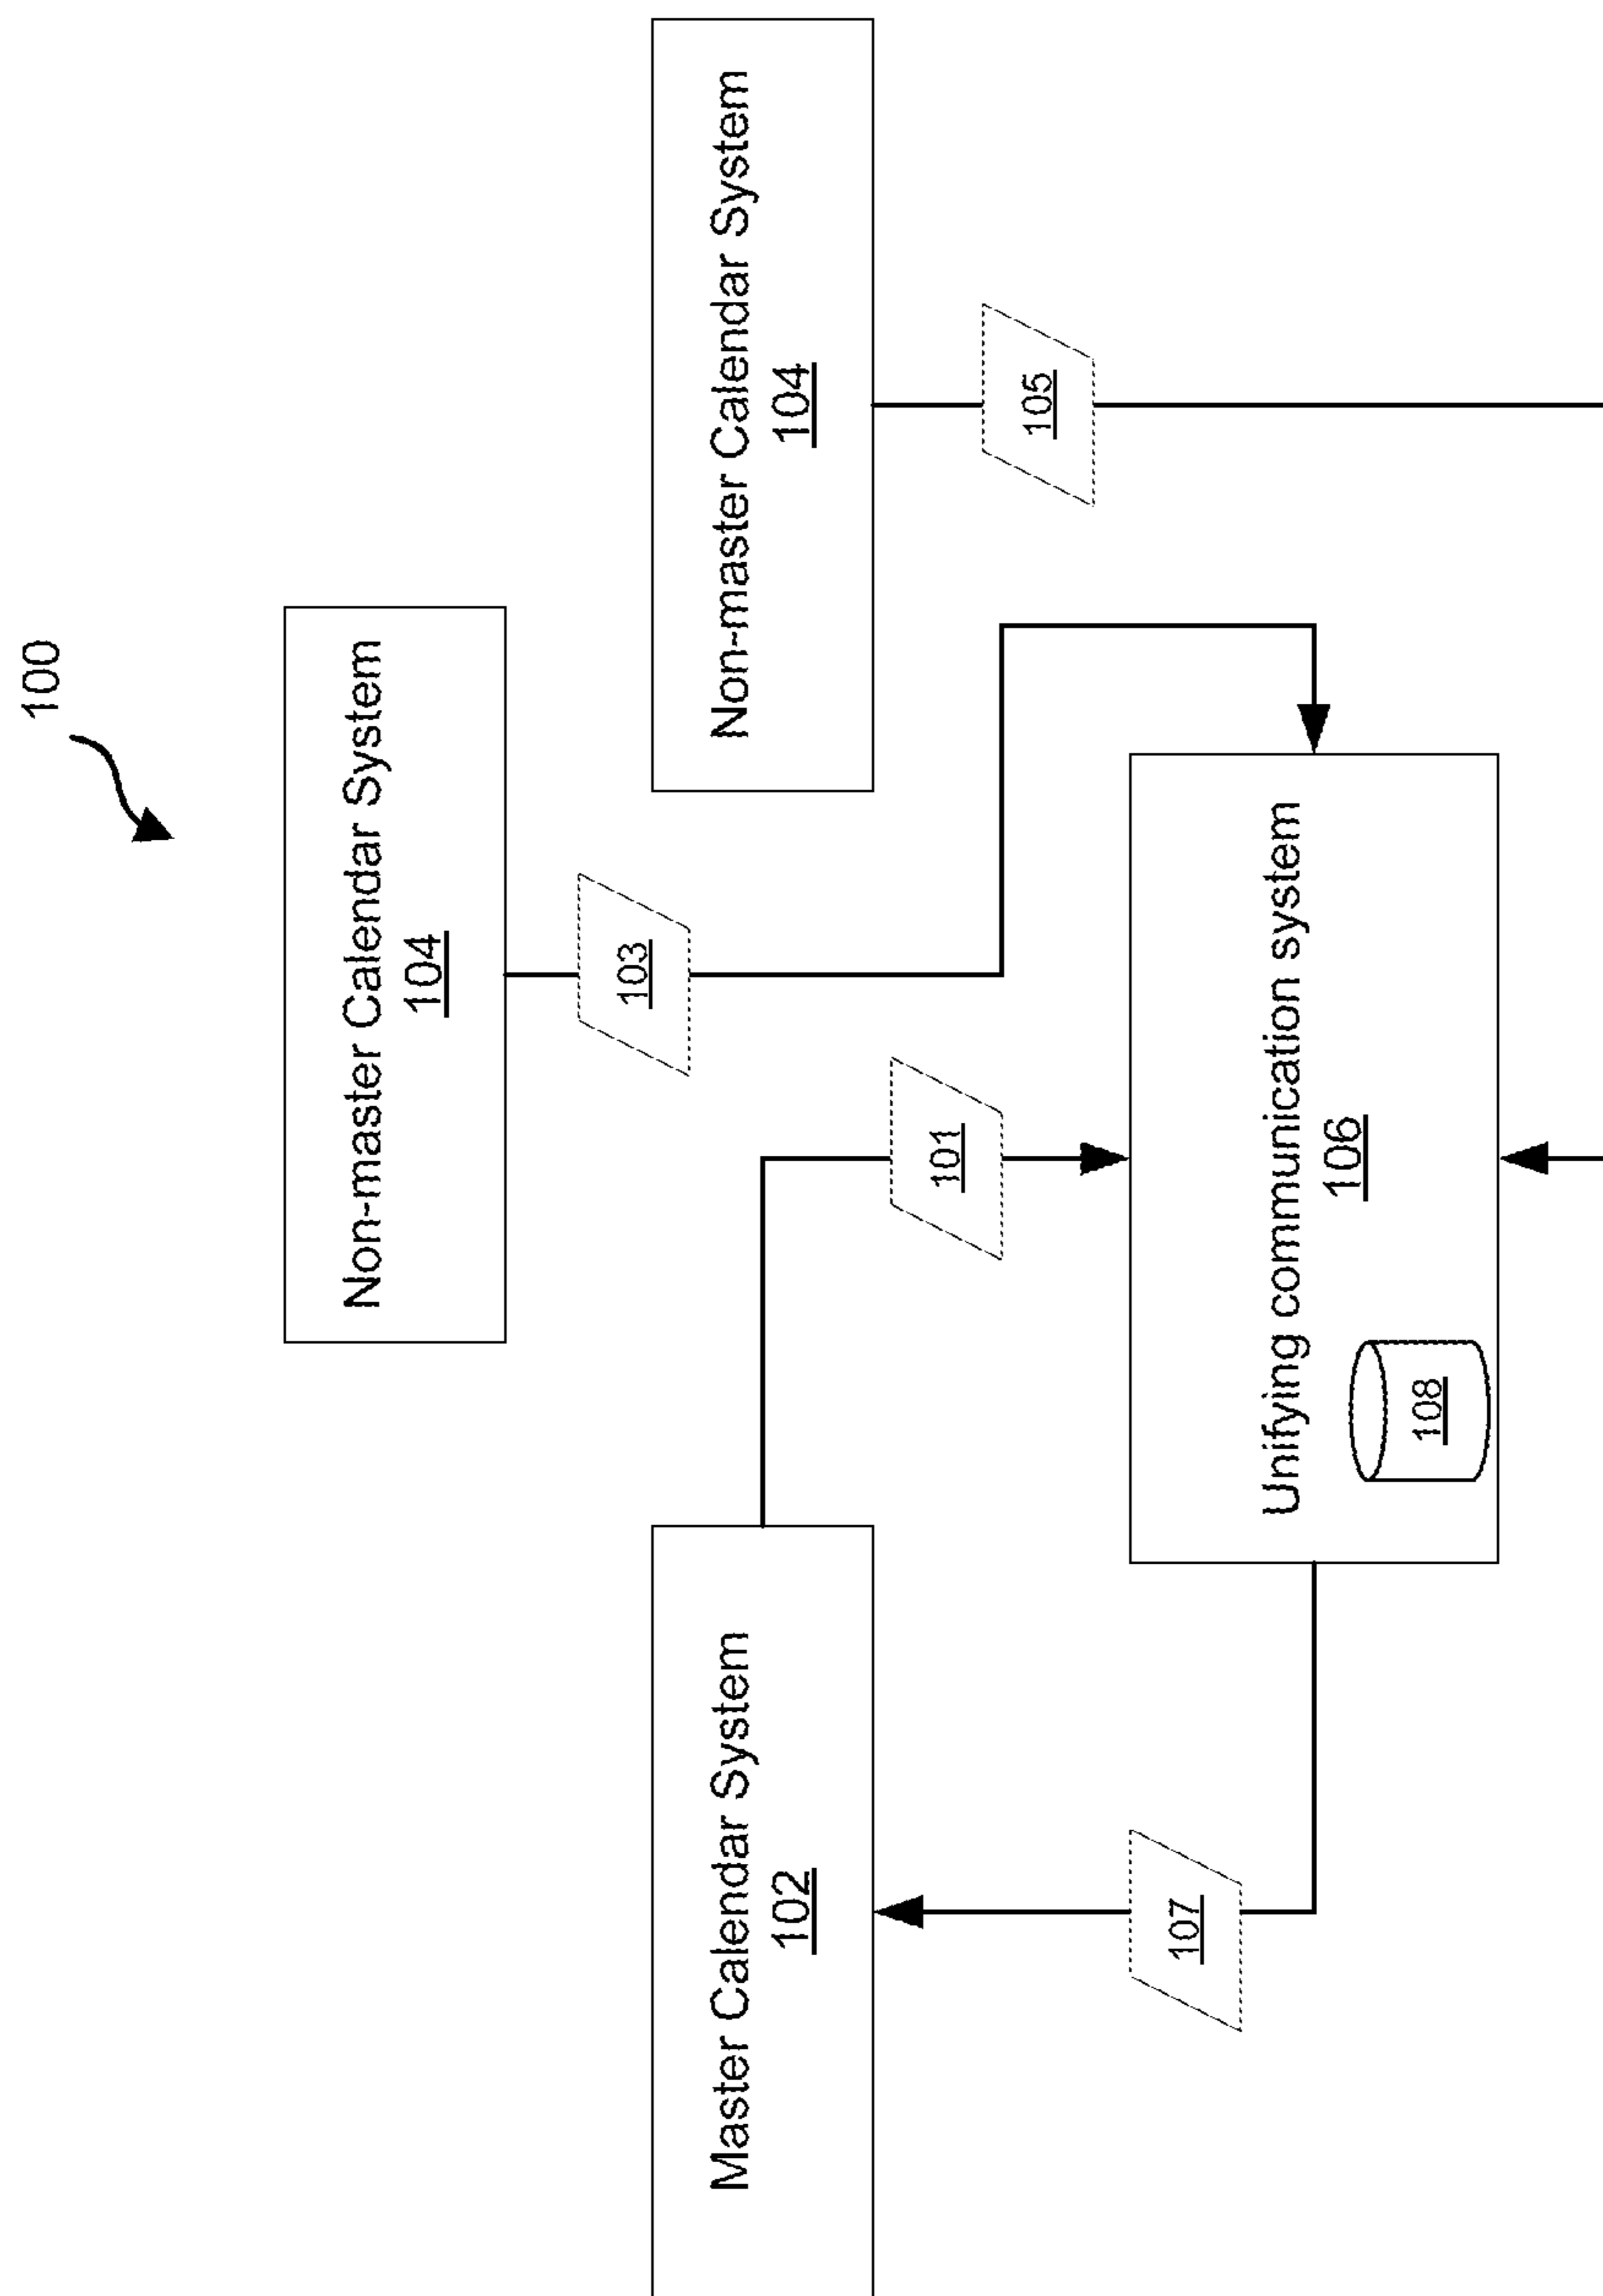 100
Non-master Calendar System
104
Non-master Calendar System
104
Master Calendar System
102
103
105
101
107
Unifying communication system
106
108